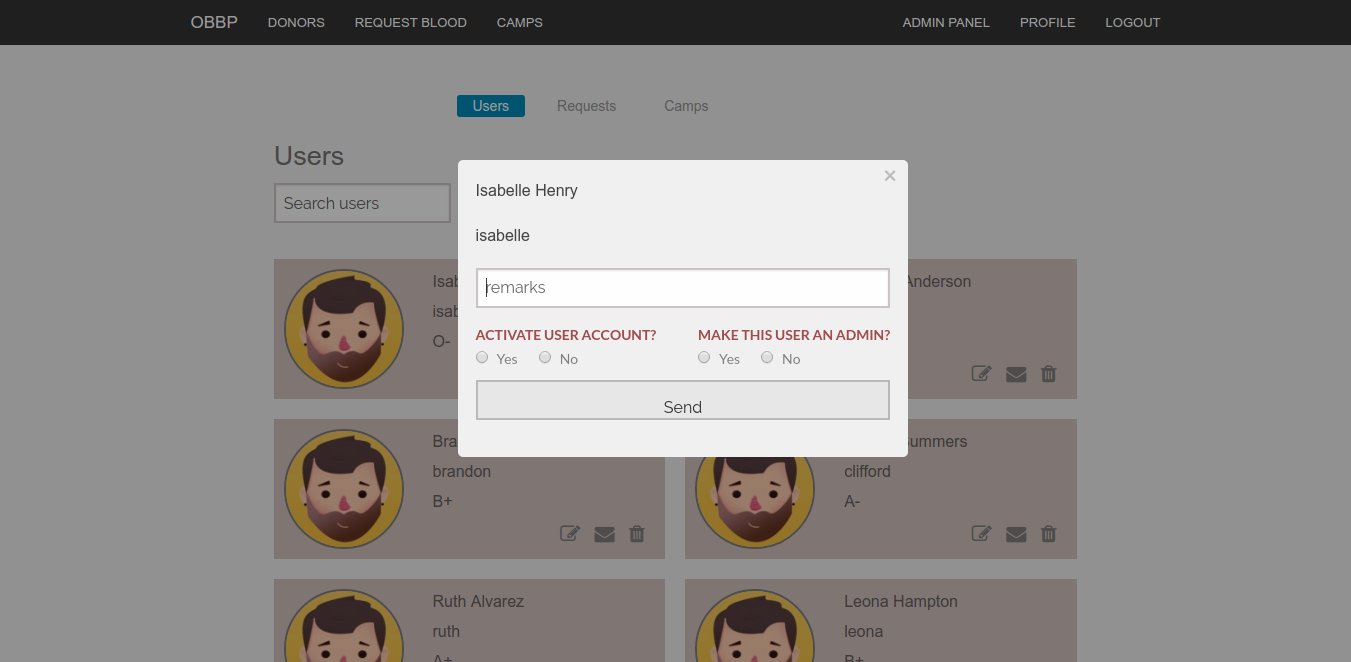 OBBP DONORS REQUEST BLOOD CAMPS ADMIN PANEL PROFILE LOGOUT
Users Requests Camps
Users
Search users
×
Isabelle Henry
isabelle
remarks
ACTIVATE USER ACCOUNT? MAKE THIS USER AN ADMIN?
Yes No Yes No
Send
Isab
isab
O-
Anderson
Bra
brandon
B+
ummers
clifford
A-
Ruth Alvarez
ruth
A+
Leona Hampton
leona
B+